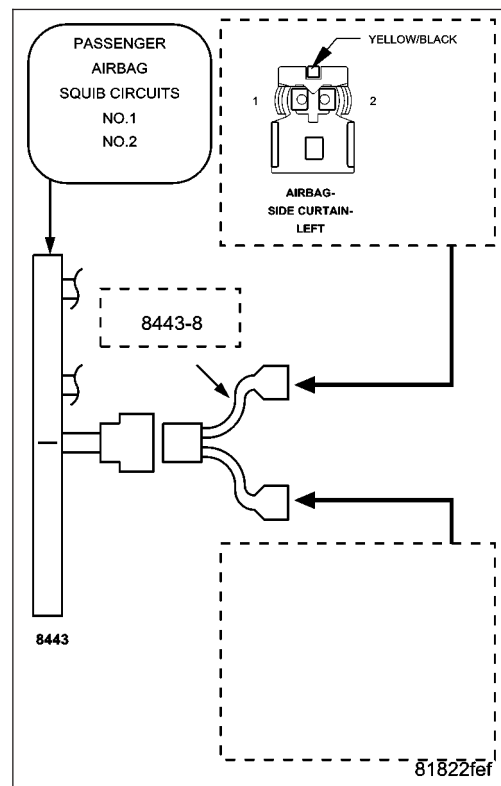 PASSENGER
AIRBAG
SQUIB CIRCUITS
NO.1
NO.2
YELLOW/BLACK
1
2
AIRBAG-
SIDE CURTAIN-
LEFT
8443-8
8443
81822fef